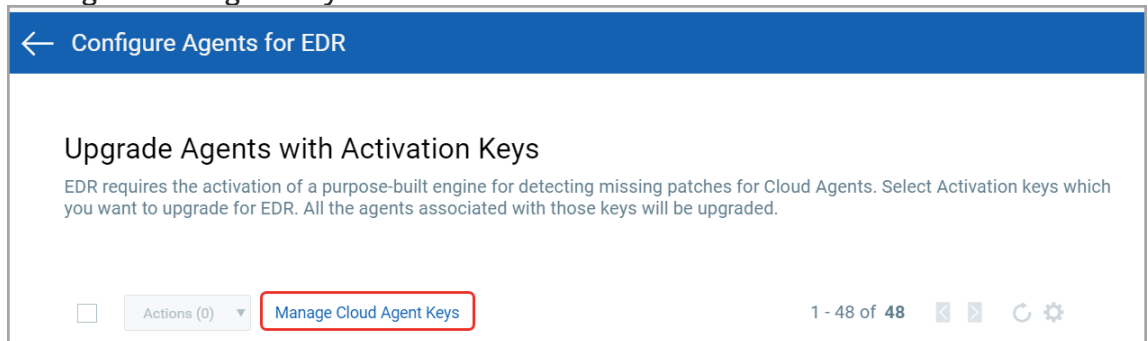 Configure Agents for EDR
Upgrade Agents with Activation Keys
EDR requires the activation of a purpose-built engine for detecting missing patches for Cloud Agents. Select Activation keys which
you want to upgrade for EDR. All the agents associated with those keys will be upgraded.
Actions (0) Manage Cloud Agent Keys 1 - 48 of 48